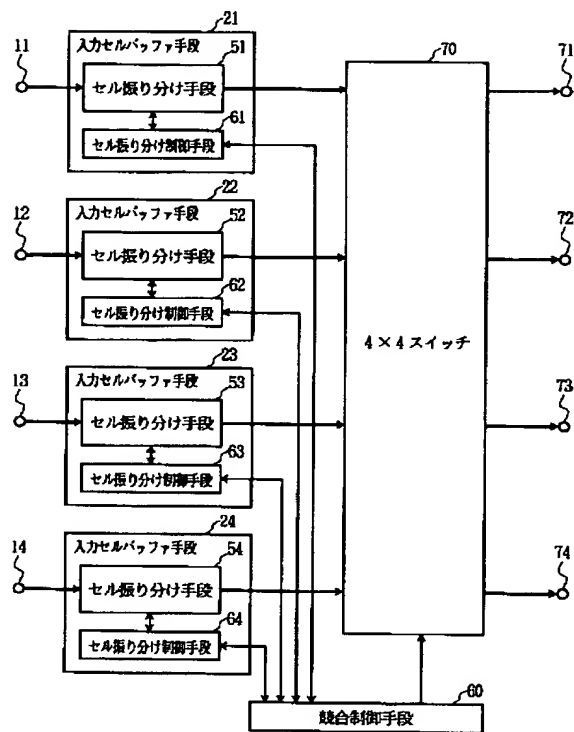 21
入力セルバッファ手段
11
51
セル振り分け手段
61
セル振り分け制御手段
22
入力セルバッファ手段
12
52
セル振り分け手段
62
セル振り分け制御手段
23
入力セルバッファ手段
13
53
セル振り分け手段
63
セル振り分け制御手段
24
入力セルバッファ手段
14
54
セル振り分け手段
64
セル振り分け制御手段
70
4×4スイッチ
71
72
73
74
60
競合制御手段